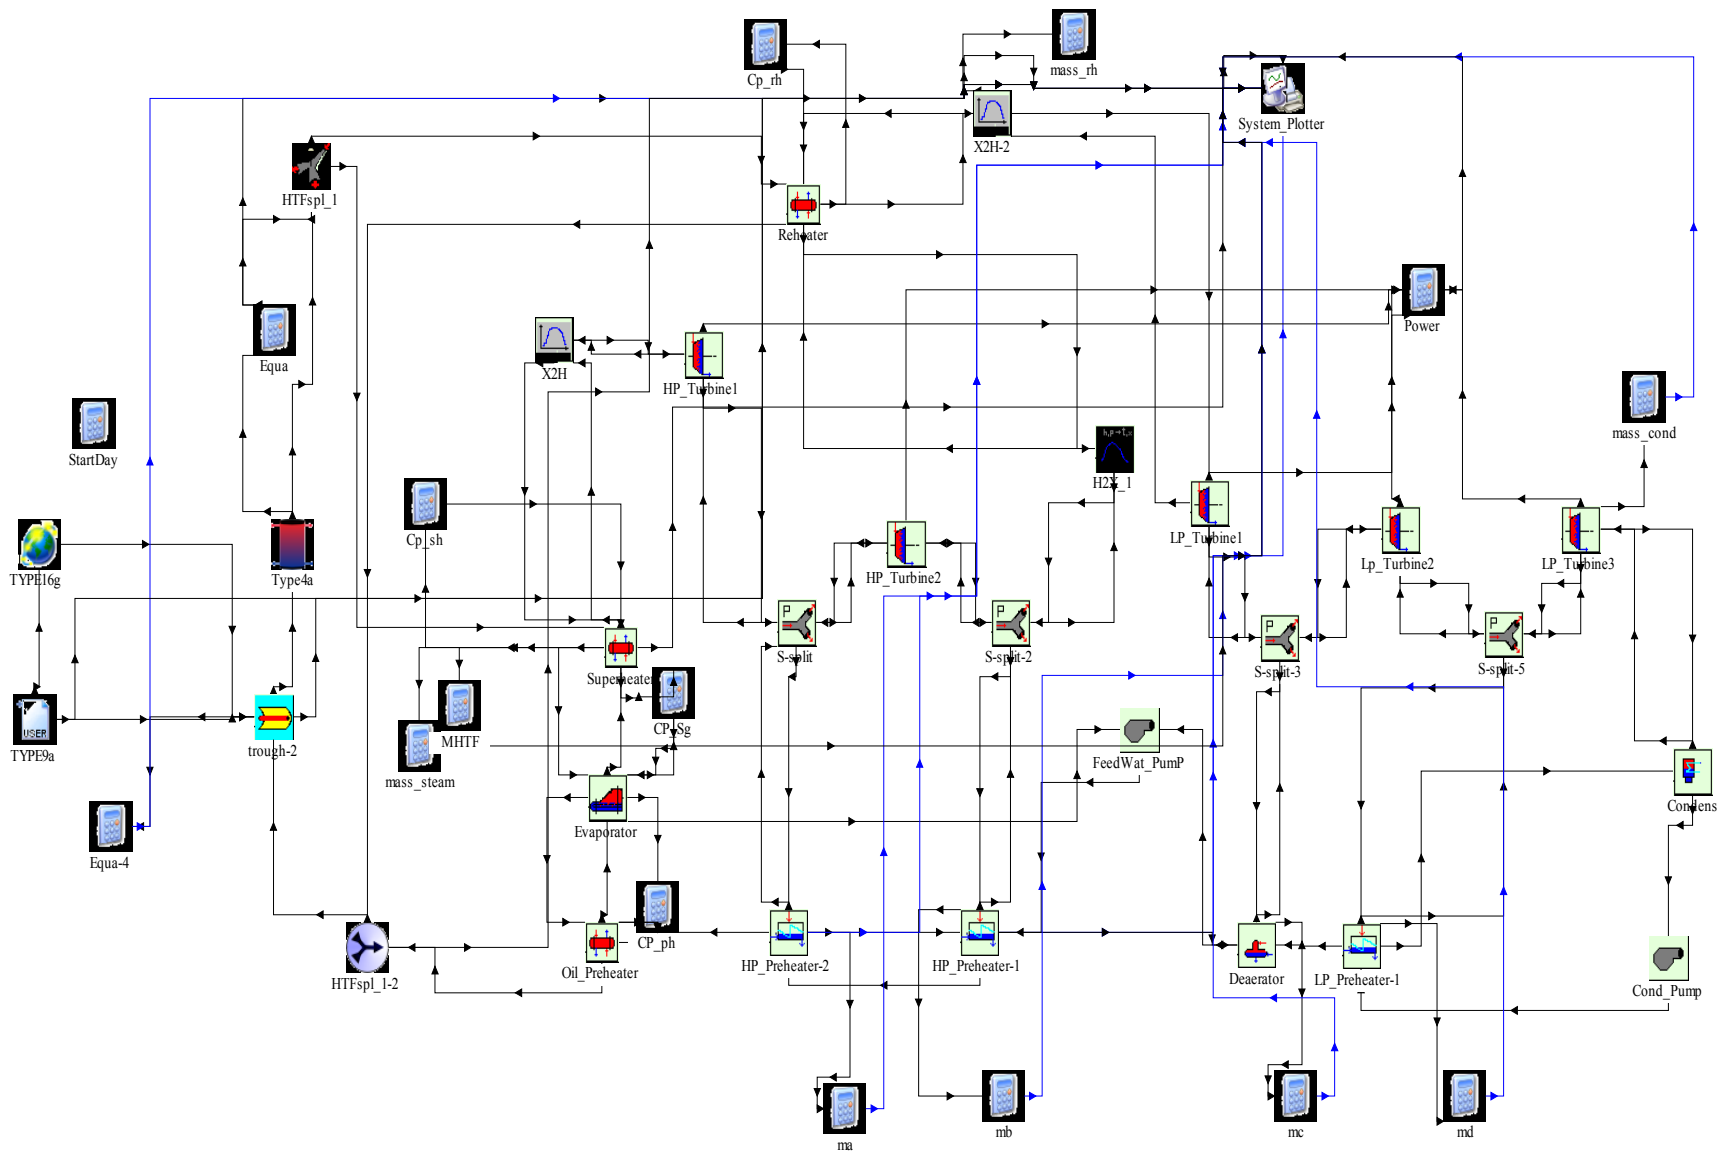 Cp_rh
mass_rh
System_Plotter
X2H-2
HTFspl_1
Reheater
Power
Equa
X2H
HP_Turbine1
mass_cond
StartDay
h,p→t,x
H2X_1
Cp_sh
LP_Turbine1
TYPE16g
Type4a
HP_Turbine2
Lp_Turbine2
LP_Turbine3
P
S-split
P
S-split-2
P
S-split-3
P
S-split-5
Superheater
CP_Sg
USER
TYPE9a
trough-2
MHTF
mass_steam
FeedWat_PumP
Condens
Evaporator
Equa-4
CP_ph
HTFspl_1-2
Oil_Preheater
HP_Preheater-2
HP_Preheater-1
Deaerator
LP_Preheater-1
Cond_Pump
ma
mb
mc
md